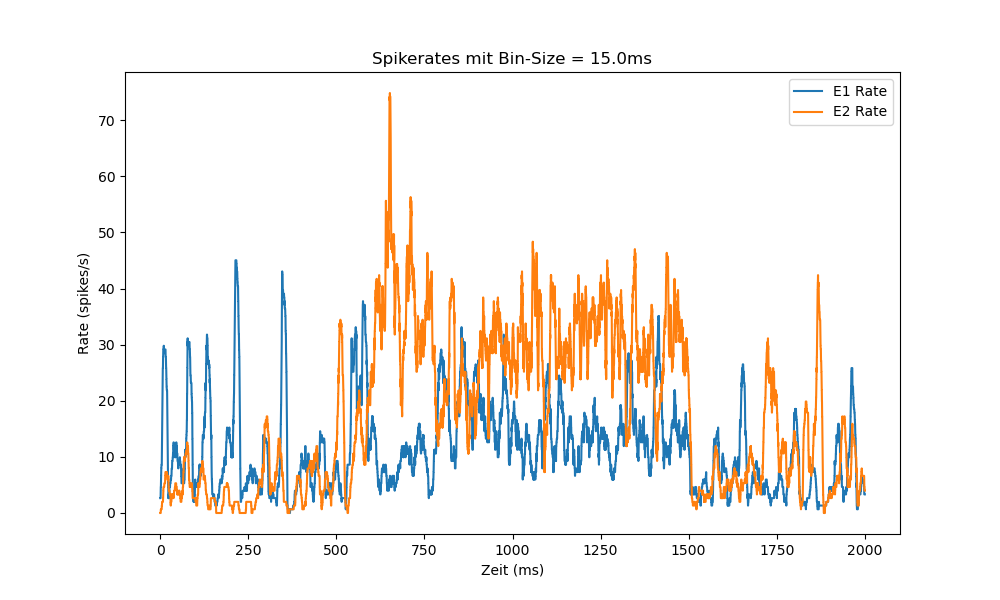 Spikerates mit Bin-Size = 15.0ms
E1 Rate
E2 Rate
Rate (spikes/s)
70
60
50
40
30
20
10
0
0 250 500 750 1000 1250 1500 1750 2000
Zeit (ms)